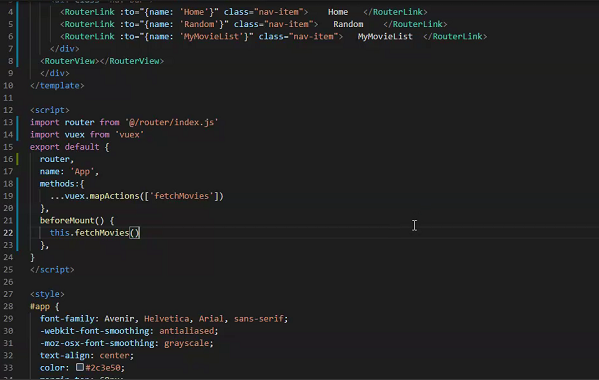 4 <RouterLink :to="{name: 'Home'}" class="nav-item"> Home </RouterLink>
5 <RouterLink :to="{name: 'Random'}" class="nav-item"> Random </RouterLink>
6 <RouterLink :to="{name: 'MyMovieList'}" class="nav-item"> MyMovieList </RouterLink>
7 </div>
8 <RouterView></RouterView>
9 </div>
10 </template>
11
12 <script>
13 import router from '@/router/index.js'
14 import vuex from 'vuex'
15 export default {
16 router,
17 name: 'App',
18 methods:{
19 ...vuex.mapActions(['fetchMovies'])
20 },
21 beforeMount() {
22 this.fetchMovies()
23 },
24 }
25 </script>
26
27 <style>
28 #app {
29 font-family: Avenir, Helvetica, Arial, sans-serif;
30 -webkit-font-smoothing: antialiased;
31 -moz-osx-font-smoothing: grayscale;
32 text-align: center;
33 color: #2c3e50;